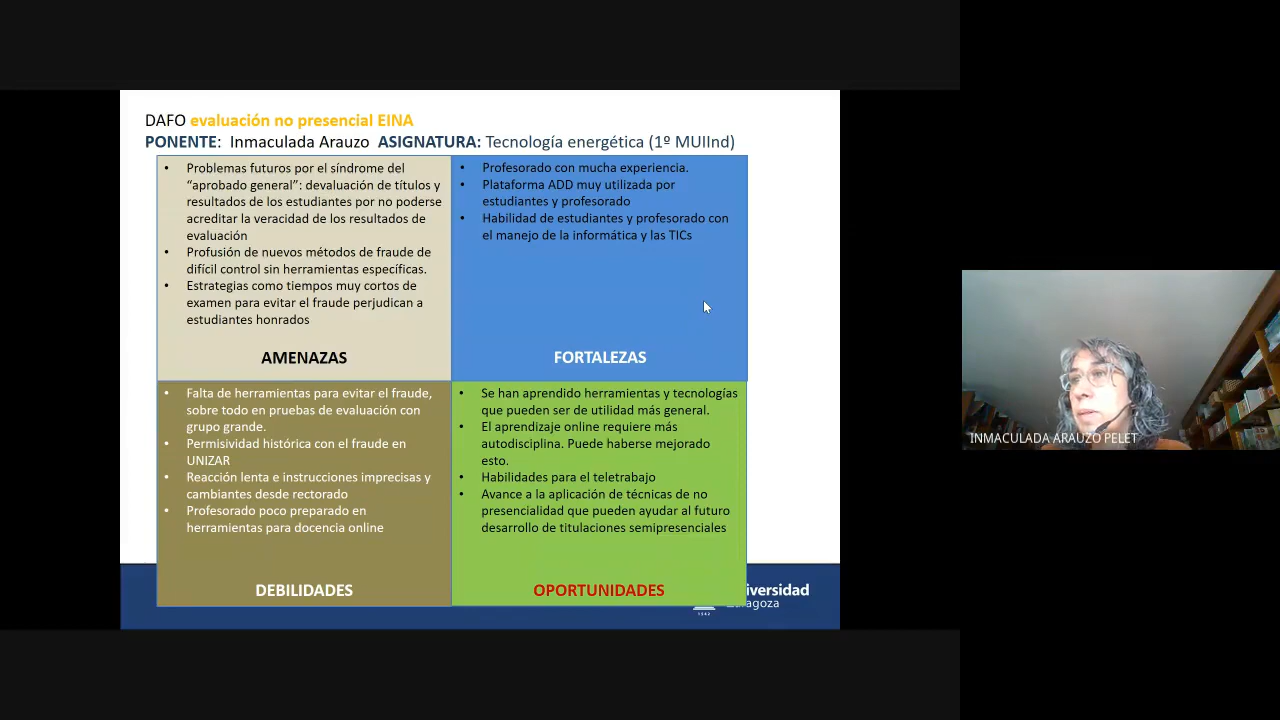 DAFO evaluación no presencial EINA
PONENTE: Inmaculada Arauzo ASIGNATURA: Tecnología energética (1º MUIInd)
• Problemas futuros por el síndrome del
“aprobado general”: devaluación de títulos y
resultados de los estudiantes por no poderse
acreditar la veracidad de los resultados de
evaluación
• Profusión de nuevos métodos de fraude de
difícil control sin herramientas específicas.
• Estrategias como tiempos muy cortos de
examen para evitar el fraude perjudican a
estudiantes honrados
AMENAZAS
• Profesorado con mucha experiencia.
• Plataforma ADD muy utilizada por
estudiantes y profesorado
• Habilidad de estudiantes y profesorado con
el manejo de la informática y las TICs
FORTALEZAS
• Falta de herramientas para evitar el fraude,
sobre todo en pruebas de evaluación con
grupo grande.
• Permisividad histórica con el fraude en
UNIZAR
• Reacción lenta e instrucciones imprecisas y
cambiantes desde rectorado
• Profesorado poco preparado en
herramientas para docencia online
DEBILIDADES
• Se han aprendido herramientas y tecnologías
que pueden ser de utilidad más general.
• El aprendizaje online requiere más
autodisciplina. Puede haberse mejorado
esto.
• Habilidades para el teletrabajo
• Avance a la aplicación de técnicas de no
presencialidad que pueden ayudar al futuro
desarrollo de titulaciones semipresenciales
OPORTUNIDADES
iversidad
aragoza
1542
INMACULADA ARAUZO PELET